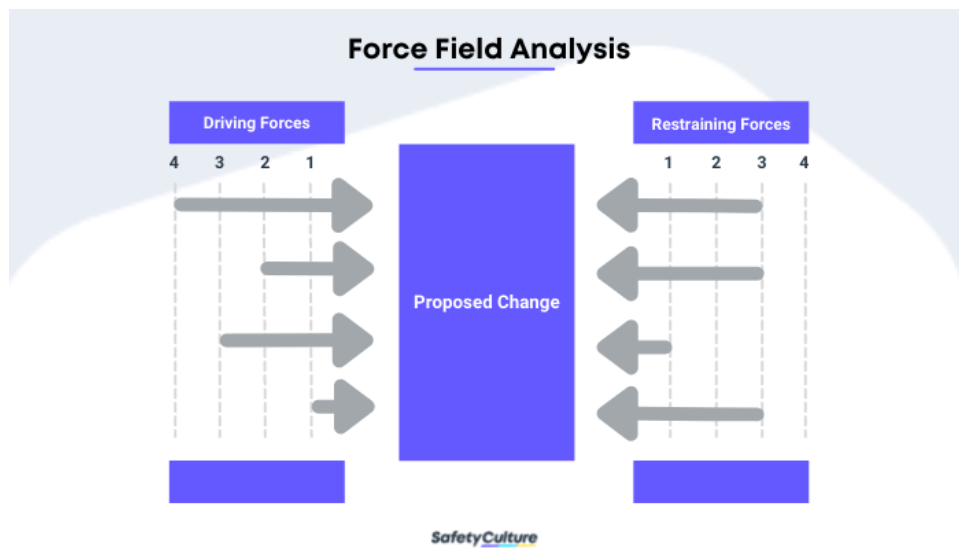 Force Field Analysis
Driving Forces
Restraining Forces
4 3 2 1
1 2 3 4
Proposed Change
SafetyCulture